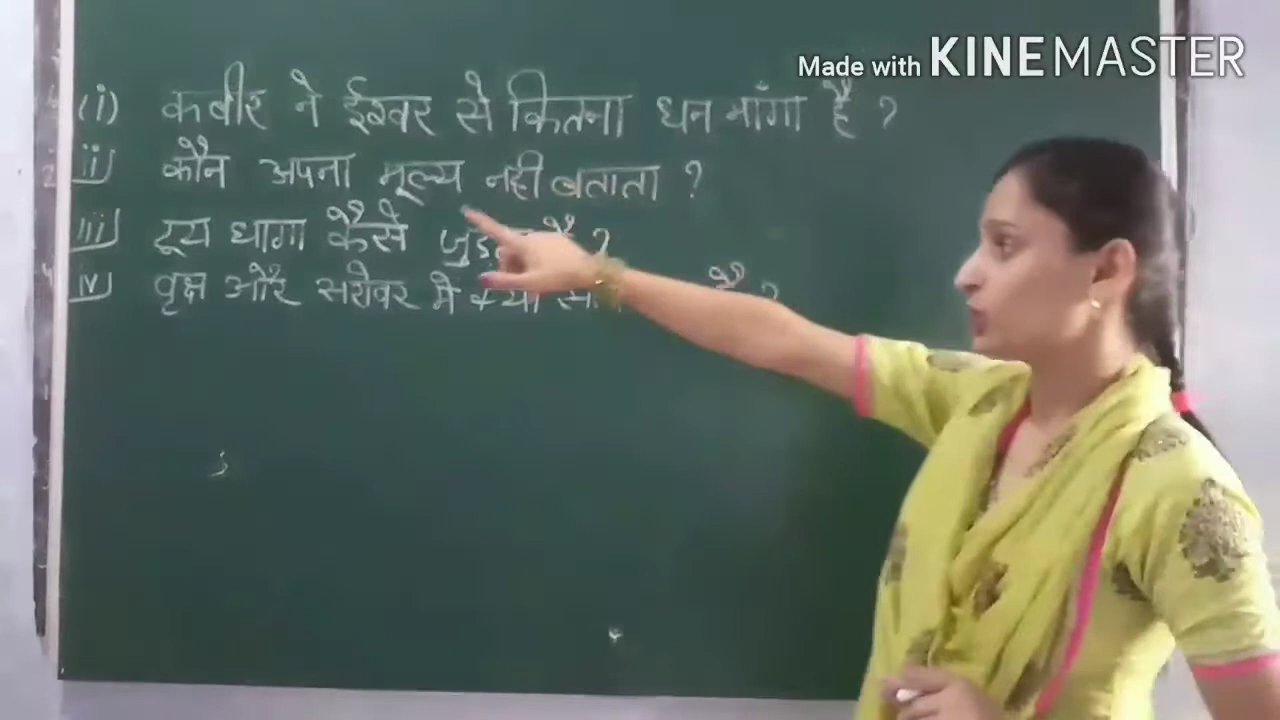 Made with KINEMASTER
(i) कबीर ने ईश्वर से कितना धन माँगा है ?
ii) कौन अपना मूल्य नही बताता ?
iii) टूटा धागा कैसे है ?
iv) वृक्ष और सरोवर मे क्या है ?